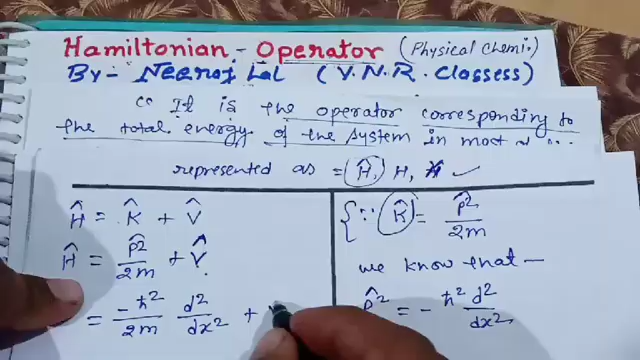 Hamiltonian - Operator (Physical Chemi.)
By - Neeraj Lal (V.N.R. Classess)
“ It is the operator corresponding to
the total energy of the system in most
represented as = Ĥ, H,
Ĥ = K̂ + V̂
Ĥ = p̂²/2m + V̂.
= -ħ²/2m d²/dx² +
{∵ K̂ = p̂²/2m
we know that —
p̂² = -ħ² d²/dx²